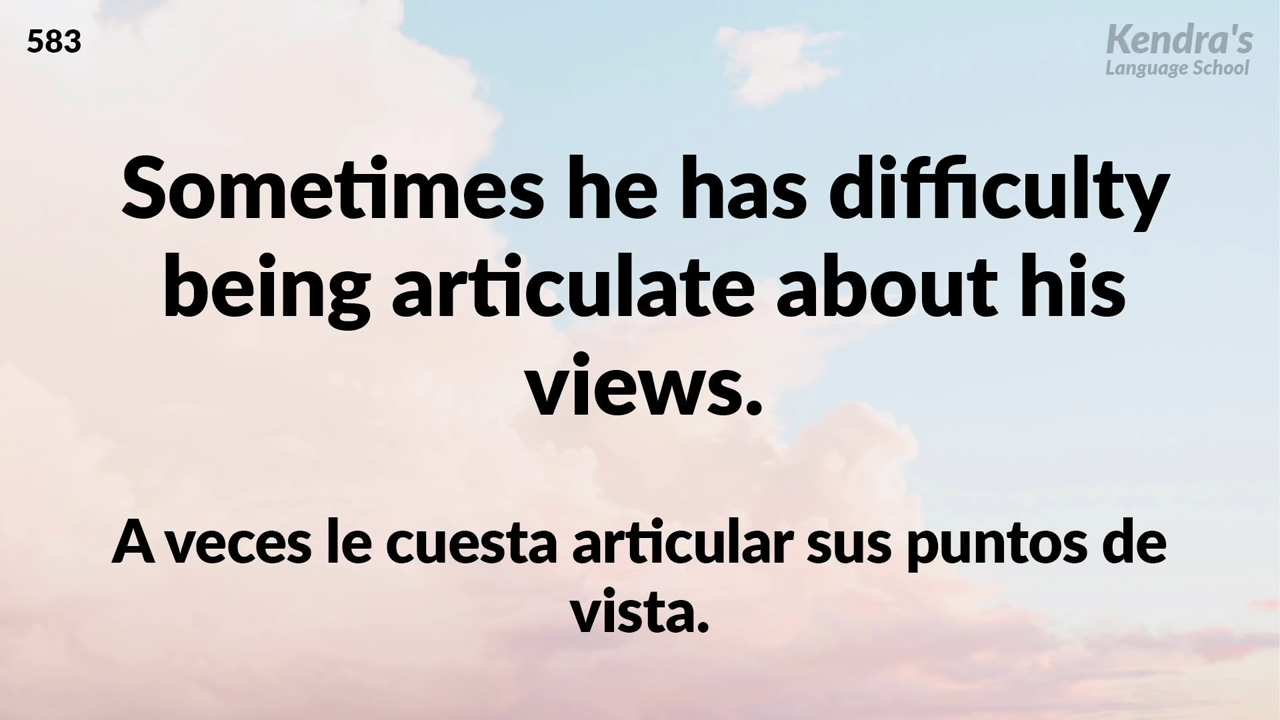 583
Kendra's
Language School
Sometimes he has difficulty
being articulate about his
views.
A veces le cuesta articular sus puntos de
vista.